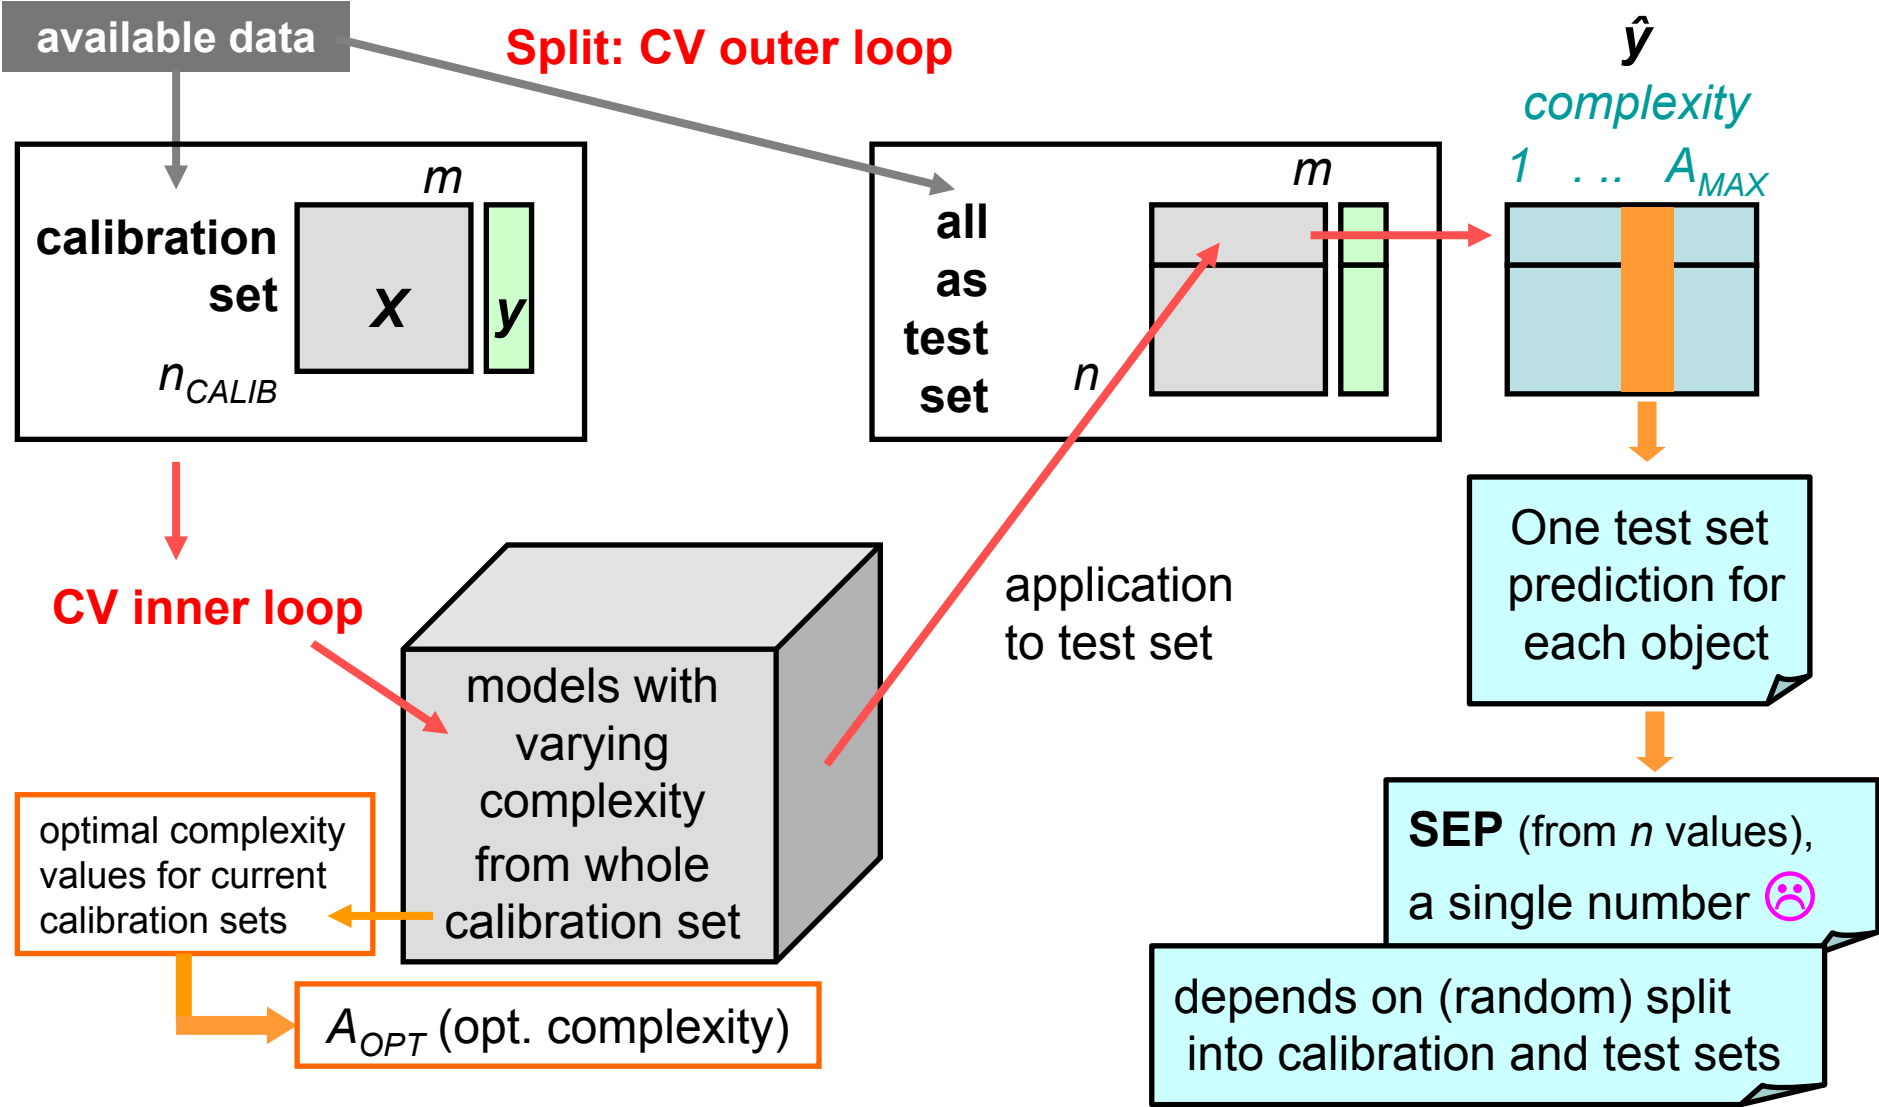 available data
Split: CV outer loop
ŷ
complexity
1 . .. A_MAX
m
calibration
set
X
y
n_CALIB
m
all
as
test
set
n
CV inner loop
models with
varying
complexity
from whole
calibration set
application
to test set
One test set
prediction for
each object
optimal complexity
values for current
calibration sets
A_OPT (opt. complexity)
SEP (from n values),
a single number ☹
depends on (random) split
into calibration and test sets